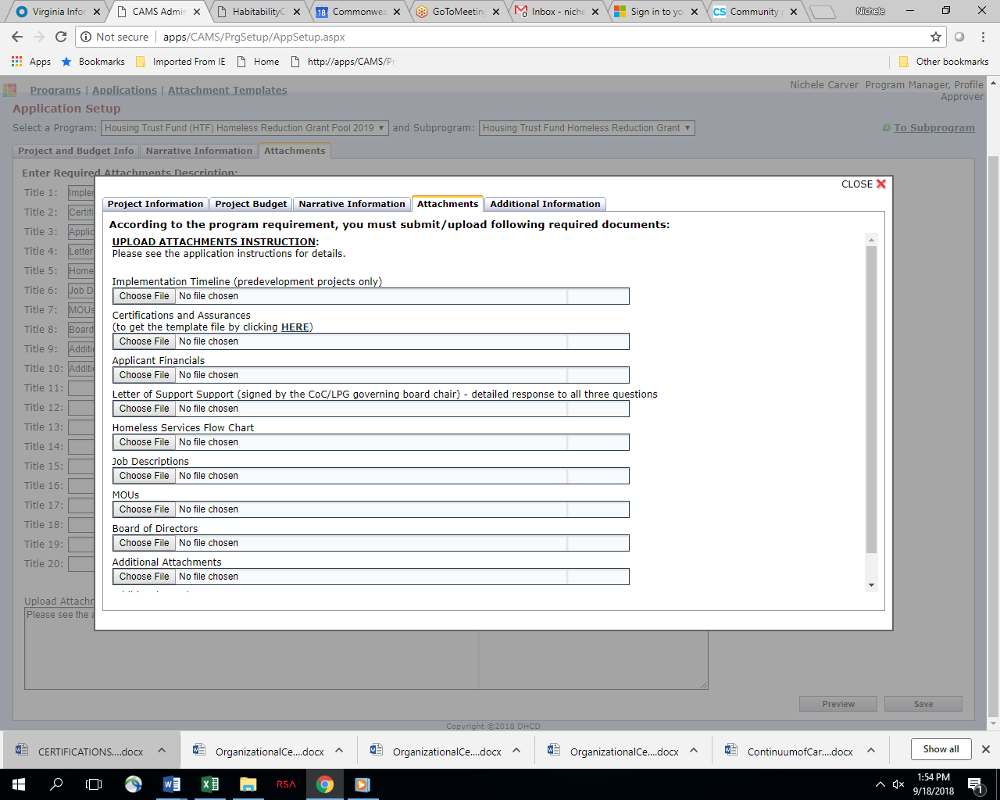 Virginia Infor
CAMS Admin
HabitabilityC
Commonwea
GoToMeeting
Inbox - niche
Sign in to yo
Community
Nichele
Not secure | apps/CAMS/PrgSetup/AppSetup.aspx
Apps Bookmarks Imported From IE Home http://apps/CAMS/Pr Other bookmarks
Programs | Applications | Attachment Templates
Nichele Carver Program Manager, Profile Approver
Application Setup
Select a Program: Housing Trust Fund (HTF) Homeless Reduction Grant Pool 2019 and Subprogram: Housing Trust Fund Homeless Reduction Grant To Subprogram
Project and Budget Info Narrative Information Attachments
Enter Required Attachments Description:
Title 1: Implem
Title 2: Certifi
Title 3: Applic
Title 4: Letter
Title 5: Home
Title 6: Job D
Title 7: MOUs
Title 8: Board
Title 9: Additi
Title 10: Additi
Title 11:
Title 12:
Title 13:
Title 14:
Title 15:
Title 16:
Title 17:
Title 18:
Title 19:
Title 20:
Upload Attachm
Please see the a
CLOSE
Project Information Project Budget Narrative Information Attachments Additional Information
According to the program requirement, you must submit/upload following required documents:
UPLOAD ATTACHMENTS INSTRUCTION:
Please see the application instructions for details.
Implementation Timeline (predevelopment projects only)
Choose File No file chosen
Certifications and Assurances
(to get the template file by clicking HERE)
Choose File No file chosen
Applicant Financials
Choose File No file chosen
Letter of Support Support (signed by the CoC/LPG governing board chair) - detailed response to all three questions
Choose File No file chosen
Homeless Services Flow Chart
Choose File No file chosen
Job Descriptions
Choose File No file chosen
MOUs
Choose File No file chosen
Board of Directors
Choose File No file chosen
Additional Attachments
Choose File No file chosen
Preview Save
Copyright ©2018 DHCD
CERTIFICATIONS....docx
OrganizationalCe....docx
OrganizationalCe....docx
OrganizationalCe....docx
ContinuumofCar....docx
Show all
RSA
1:54 PM
9/18/2018
1